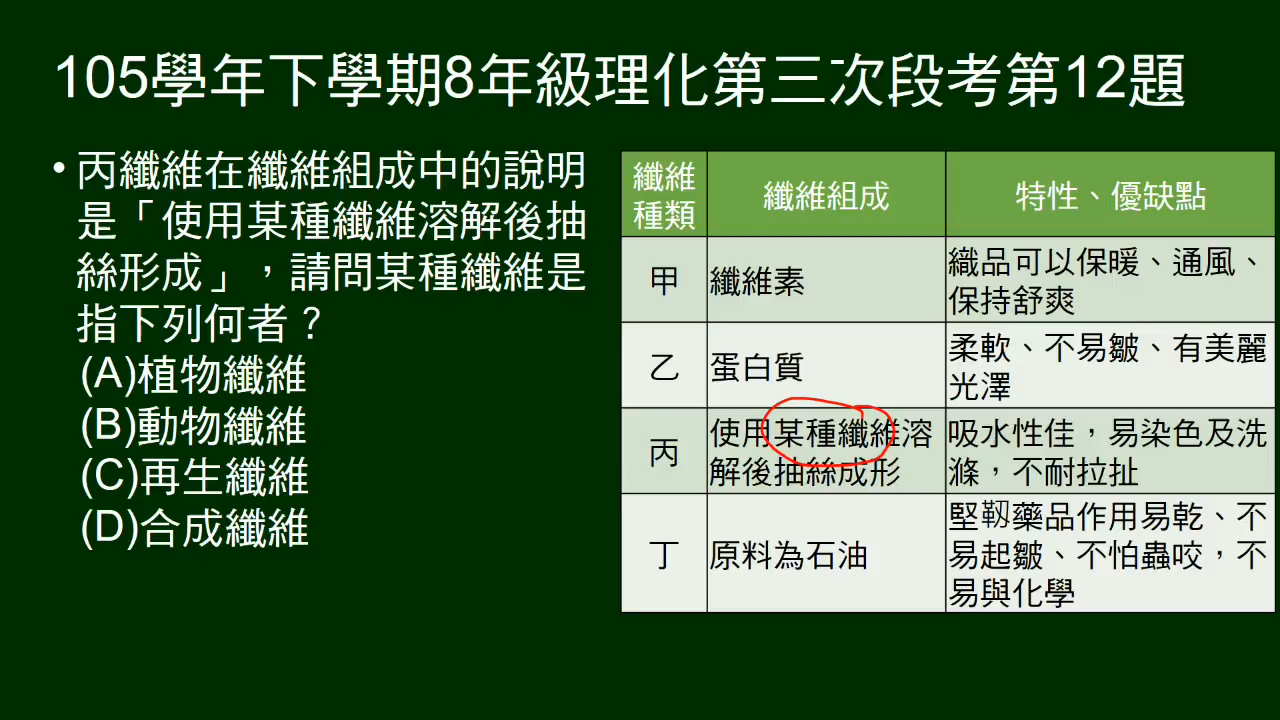 105學年下學期8年級理化第三次段考第12題
• 丙纖維在纖維組成中的說明
是「使用某種纖維溶解後抽
絲形成」，請問某種纖維是
指下列何者？
(A)植物纖維
(B)動物纖維
(C)再生纖維
(D)合成纖維
纖維
種類
纖維組成
特性、優缺點
甲
纖維素
織品可以保暖、通風、
保持舒爽
乙
蛋白質
柔軟、不易皺、有美麗
光澤
丙
使用某種纖維溶
解後抽絲成形
吸水性佳，易染色及洗
滌，不耐拉扯
丁
原料為石油
堅韌藥品作用易乾、不
易起皺、不怕蟲咬，不
易與化學